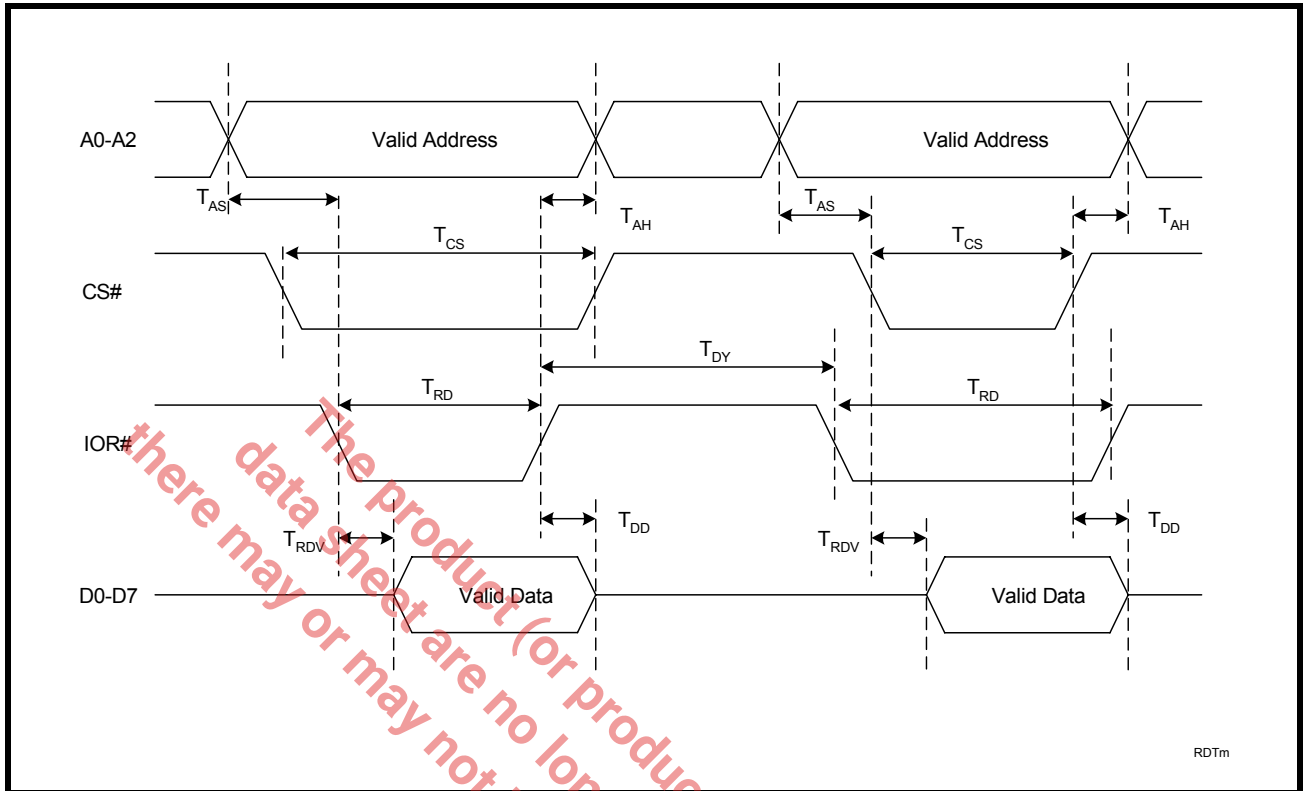 A0-A2
Valid Address
Valid Address
TAS
TAH
TAS
TAH
TCS
TCS
CS#
TDY
TRD
TRD
IOR#
TRDV
TDD
TRDV
TDD
D0-D7
Valid Data
Valid Data
The product (or produc
data sheet are no lon
there may or may not
RDTm